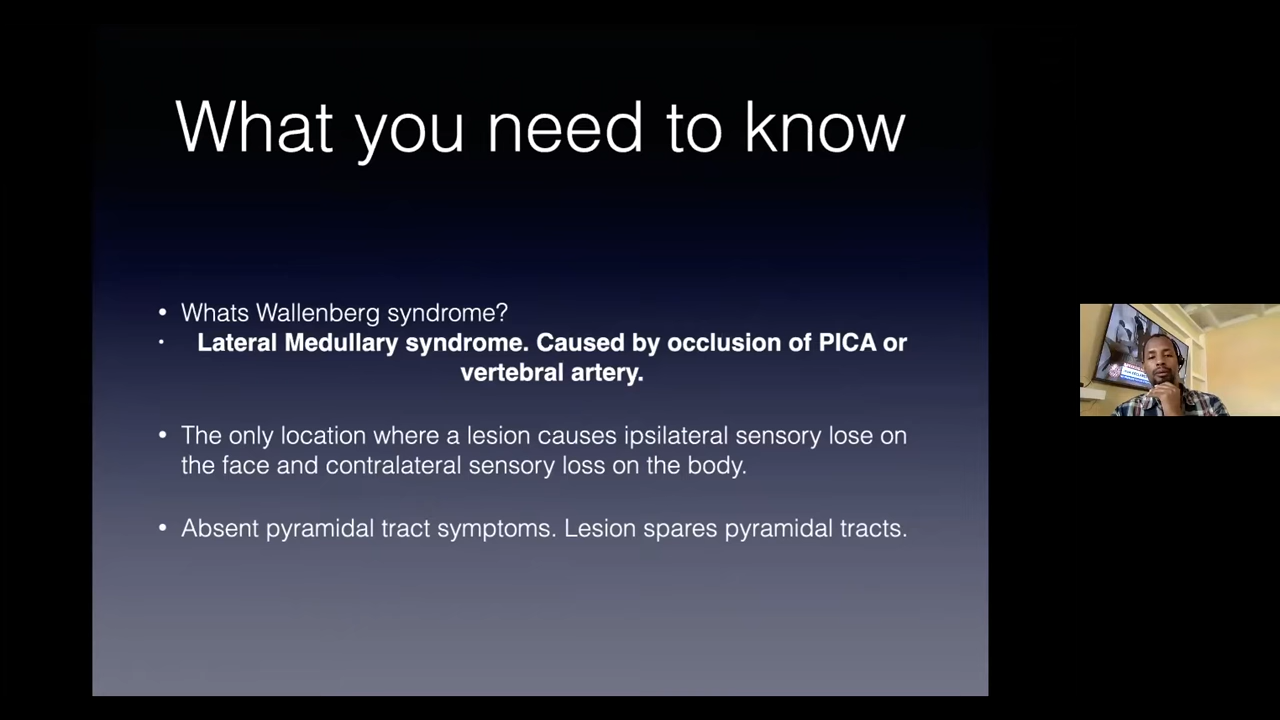 What you need to know
• Whats Wallenberg syndrome?
• Lateral Medullary syndrome. Caused by occlusion of PICA or
vertebral artery.
• The only location where a lesion causes ipsilateral sensory lose on
the face and contralateral sensory loss on the body.
• Absent pyramidal tract symptoms. Lesion spares pyramidal tracts.